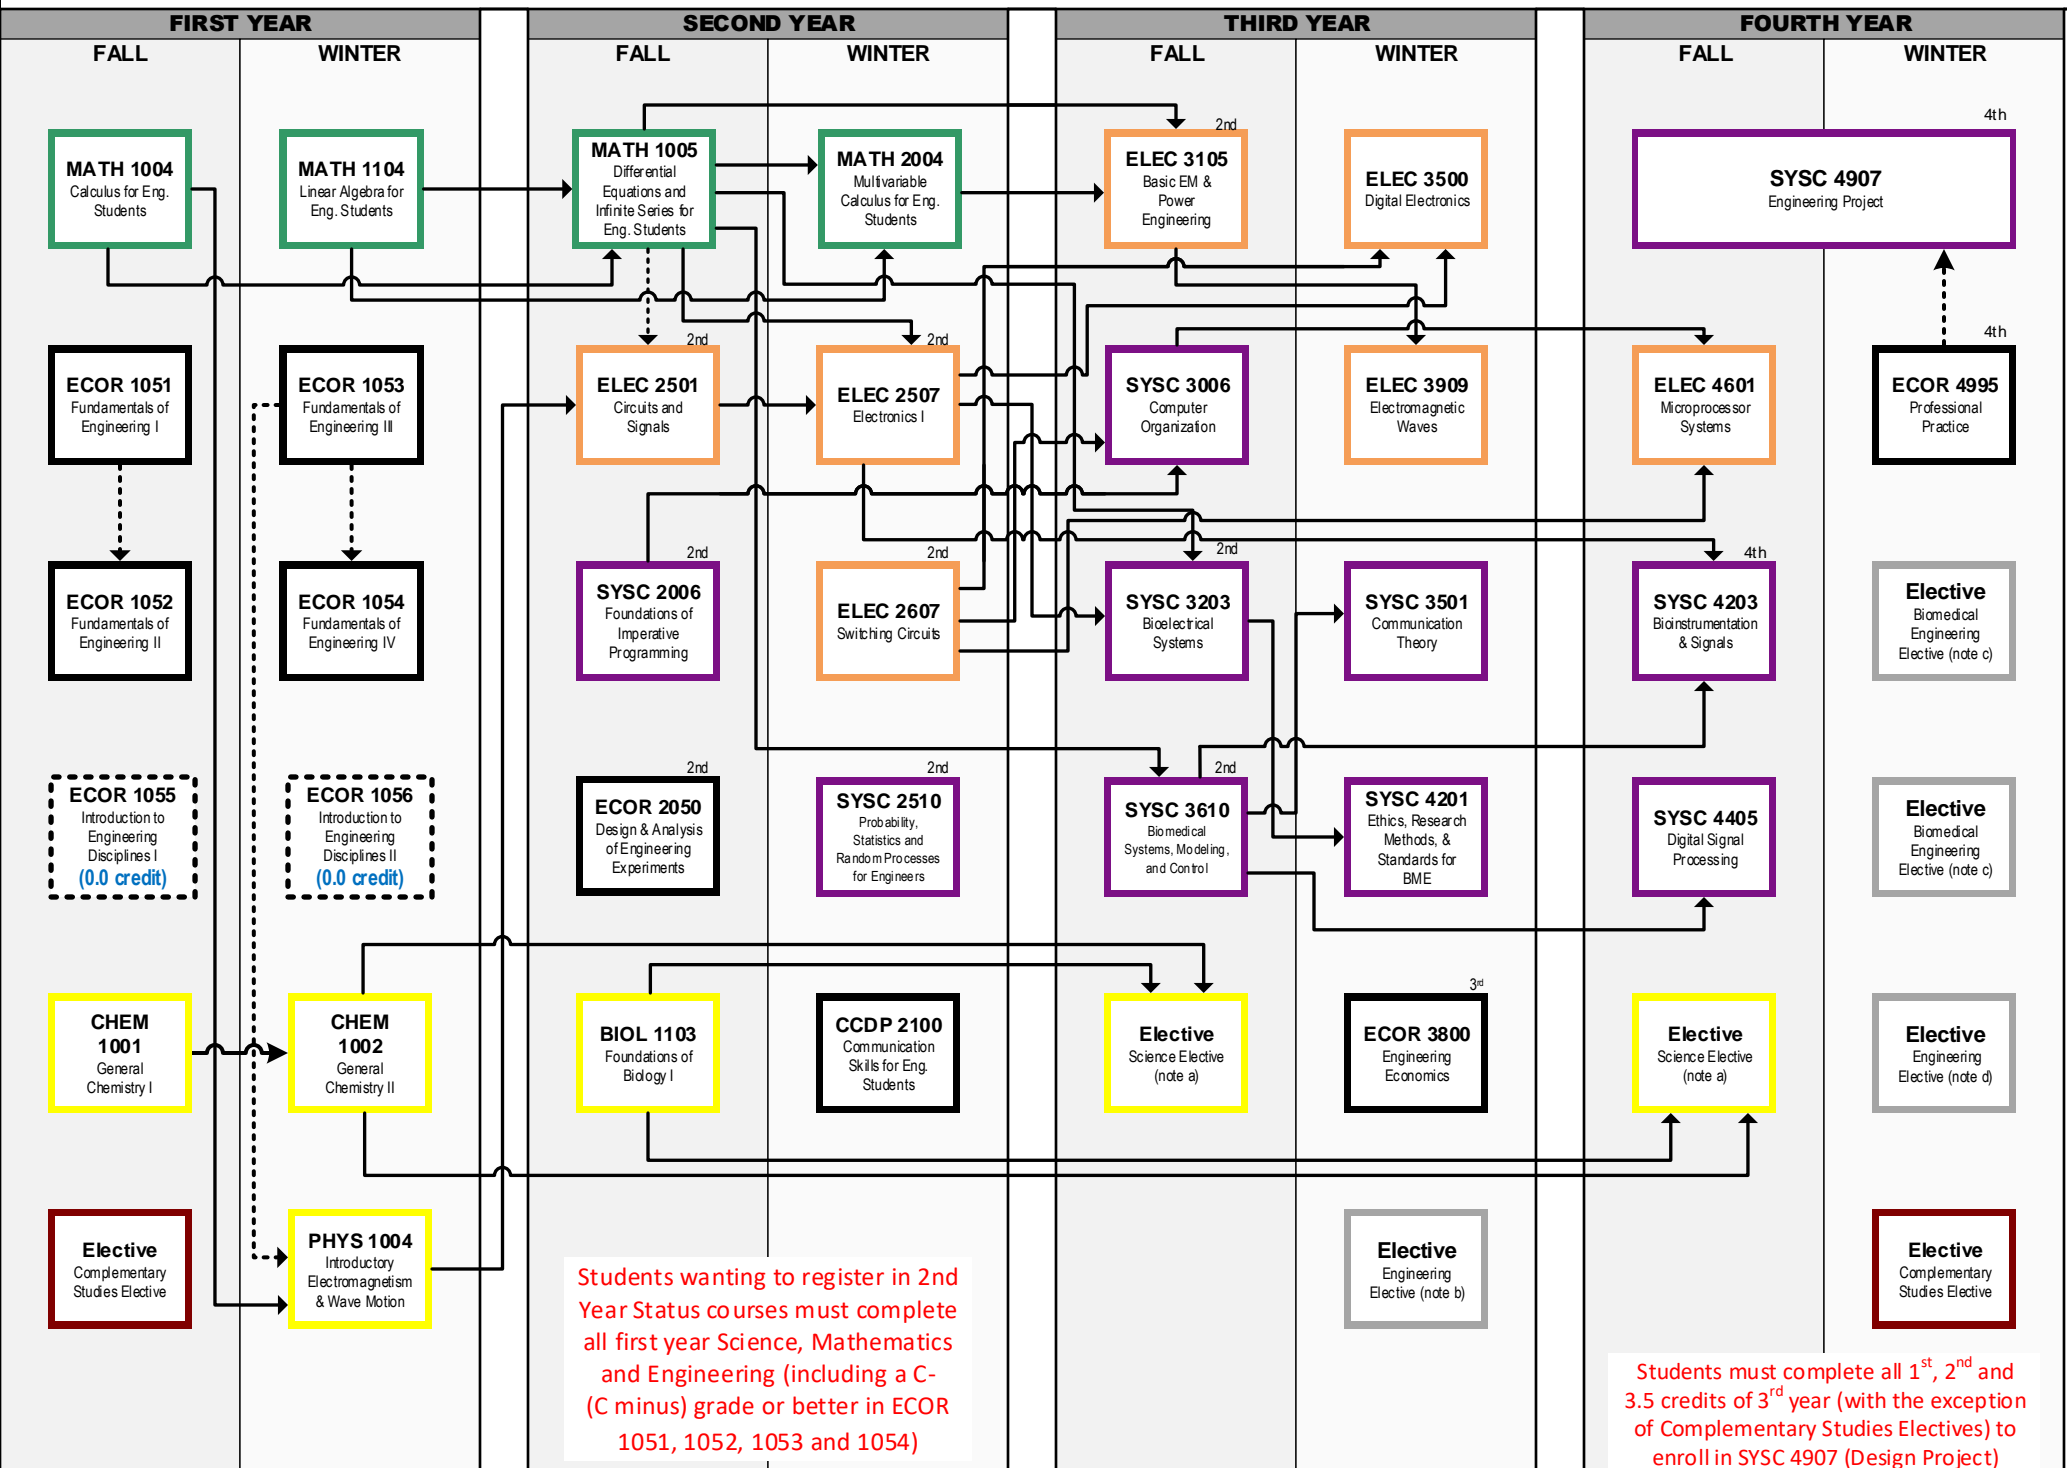 FIRST YEAR
SECOND YEAR
THIRD YEAR
FOURTH YEAR
FALL
WINTER
FALL
WINTER
FALL
WINTER
FALL
WINTER
MATH 1004
Calculus for Eng.
Students
MATH 1104
Linear Algebra for
Eng. Students
MATH 1005
Differential
Equations and
Infinite Series for
Eng. Students
MATH 2004
Multivariable
Calculus for Eng.
Students
2nd
ELEC 3105
Basic EM &
Power
Engineering
ELEC 3500
Digital Electronics
4th
SYSC 4907
Engineering Project
ECOR 1051
Fundamentals of
Engineering I
ECOR 1053
Fundamentals of
Engineering III
2nd
ELEC 2501
Circuits and
Signals
2nd
ELEC 2507
Electronics I
SYSC 3006
Computer
Organization
ELEC 3909
Electromagnetic
Waves
ELEC 4601
Microprocessor
Systems
4th
ECOR 4995
Professional
Practice
ECOR 1052
Fundamentals of
Engineering II
ECOR 1054
Fundamentals of
Engineering IV
2nd
SYSC 2006
Foundations of
Imperative
Programming
2nd
ELEC 2607
Switching Circuits
2nd
SYSC 3203
Bioelectrical
Systems
SYSC 3501
Communication
Theory
4th
SYSC 4203
Bioinstrumentation
& Signals
Elective
Biomedical
Engineering
Elective (note c)
ECOR 1055
Introduction to
Engineering
Disciplines I
(0.0 credit)
ECOR 1056
Introduction to
Engineering
Disciplines II
(0.0 credit)
2nd
ECOR 2050
Design & Analysis
of Engineering
Experiments
2nd
SYSC 2510
Probability,
Statistics and
Random Processes
for Engineers
2nd
SYSC 3610
Biomedical
Systems, Modeling,
and Control
SYSC 4201
Ethics, Research
Methods, &
Standards for
BME
SYSC 4405
Digital Signal
Processing
Elective
Biomedical
Engineering
Elective (note c)
CHEM
1001
General
Chemistry I
CHEM
1002
General
Chemistry II
BIOL 1103
Foundations of
Biology I
CCDP 2100
Communication
Skills for Eng.
Students
Elective
Science Elective
(note a)
3rd
ECOR 3800
Engineering
Economics
Elective
Science Elective
(note a)
Elective
Engineering
Elective (note d)
Elective
Complementary
Studies Elective
PHYS 1004
Introductory
Electromagnetism
& Wave Motion
Elective
Engineering
Elective (note b)
Elective
Complementary
Studies Elective
Students wanting to register in 2nd
Year Status courses must complete
all first year Science, Mathematics
and Engineering (including a C-
(C minus) grade or better in ECOR
1051, 1052, 1053 and 1054)
Students must complete all 1st, 2nd and
3.5 credits of 3rd year (with the exception
of Complementary Studies Electives) to
enroll in SYSC 4907 (Design Project)